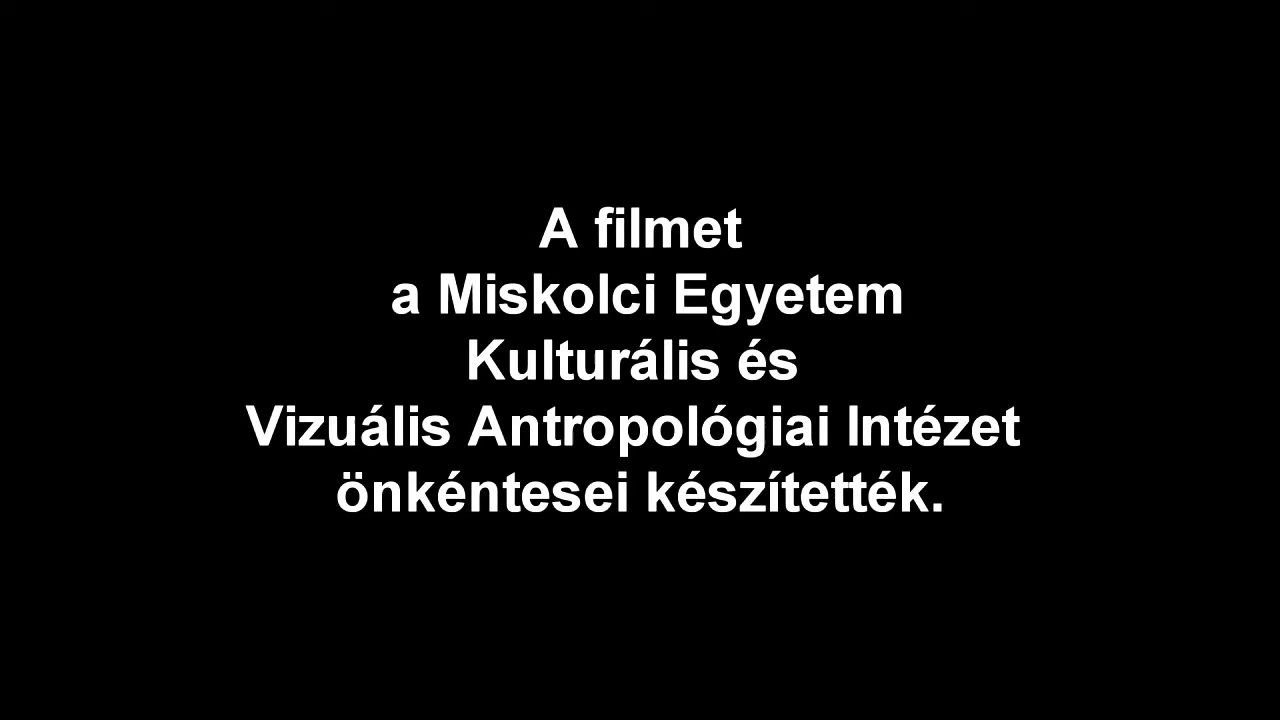 A filmet
a Miskolci Egyetem
Kulturális és
Vizuális Antropológiai Intézet
önkéntesei készítették.